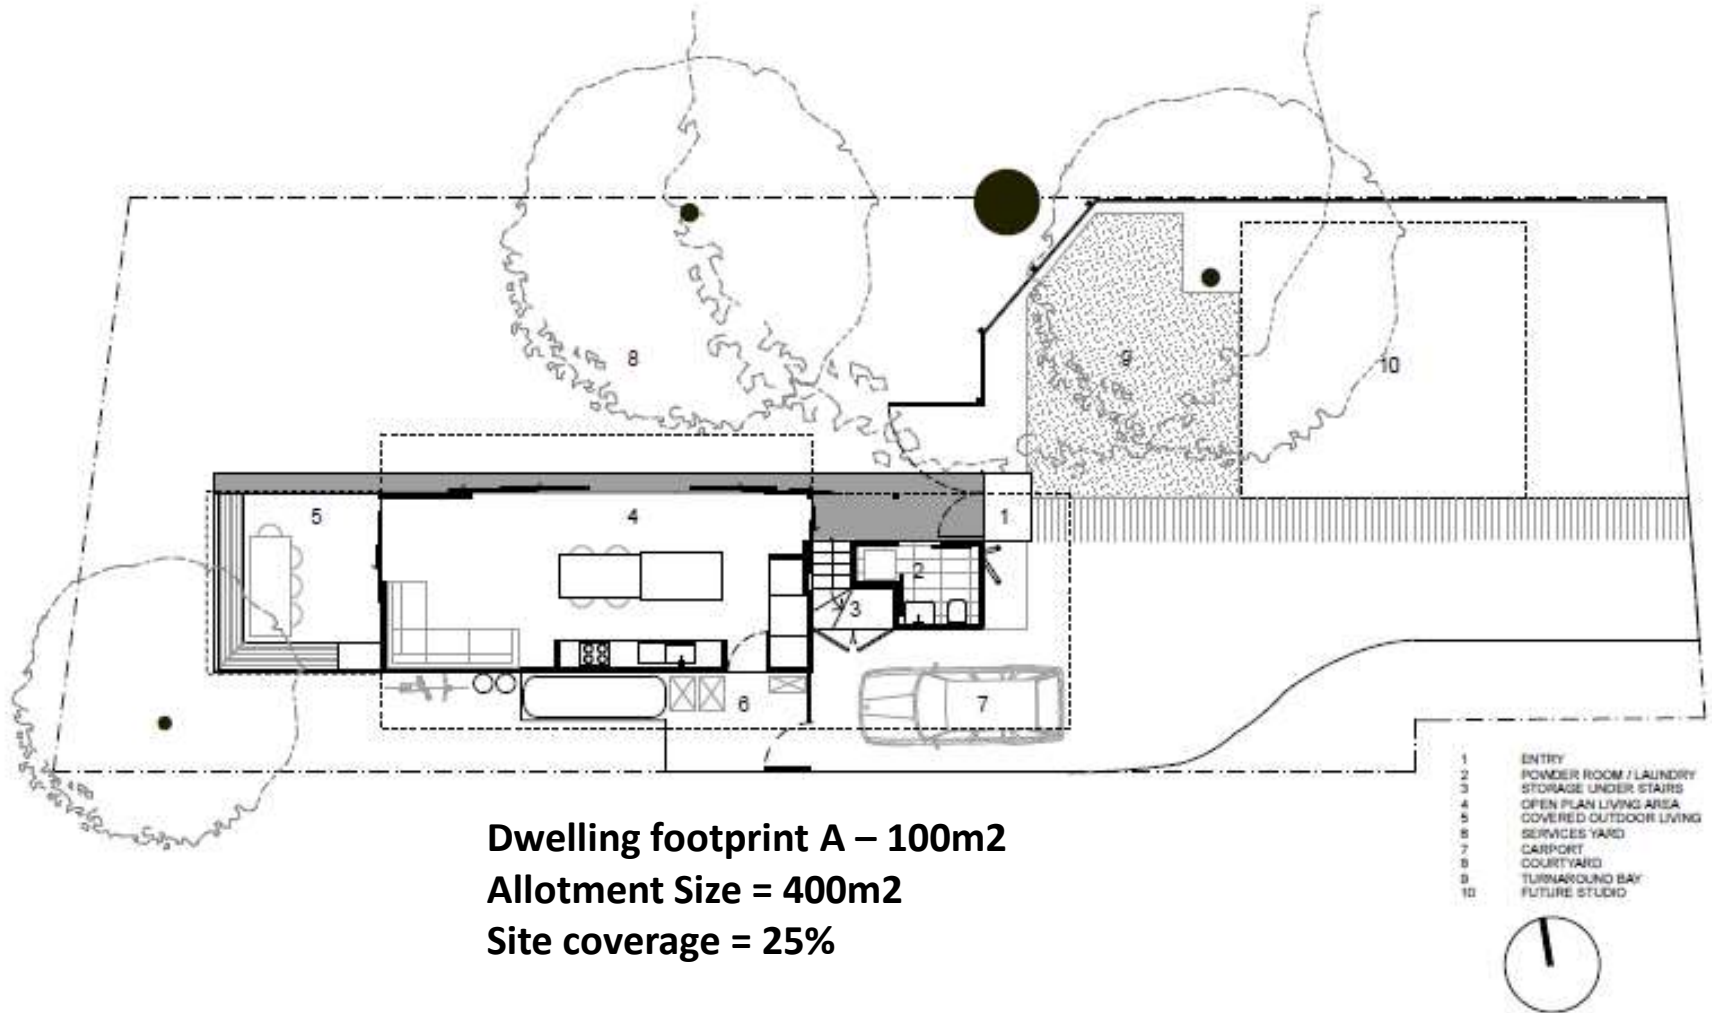 8
9
10
5
4
1
2
3
6
7
1 ENTRY
2 POWDER ROOM / LAUNDRY
3 STORAGE UNDER STAIRS
4 OPEN PLAN LIVING AREA
5 COVERED OUTDOOR LIVING
6 SERVICES YARD
7 CARPORT
8 COURTYARD
9 TURNAROUND BAY
10 FUTURE STUDIO
Dwelling footprint A – 100m2
Allotment Size = 400m2
Site coverage = 25%